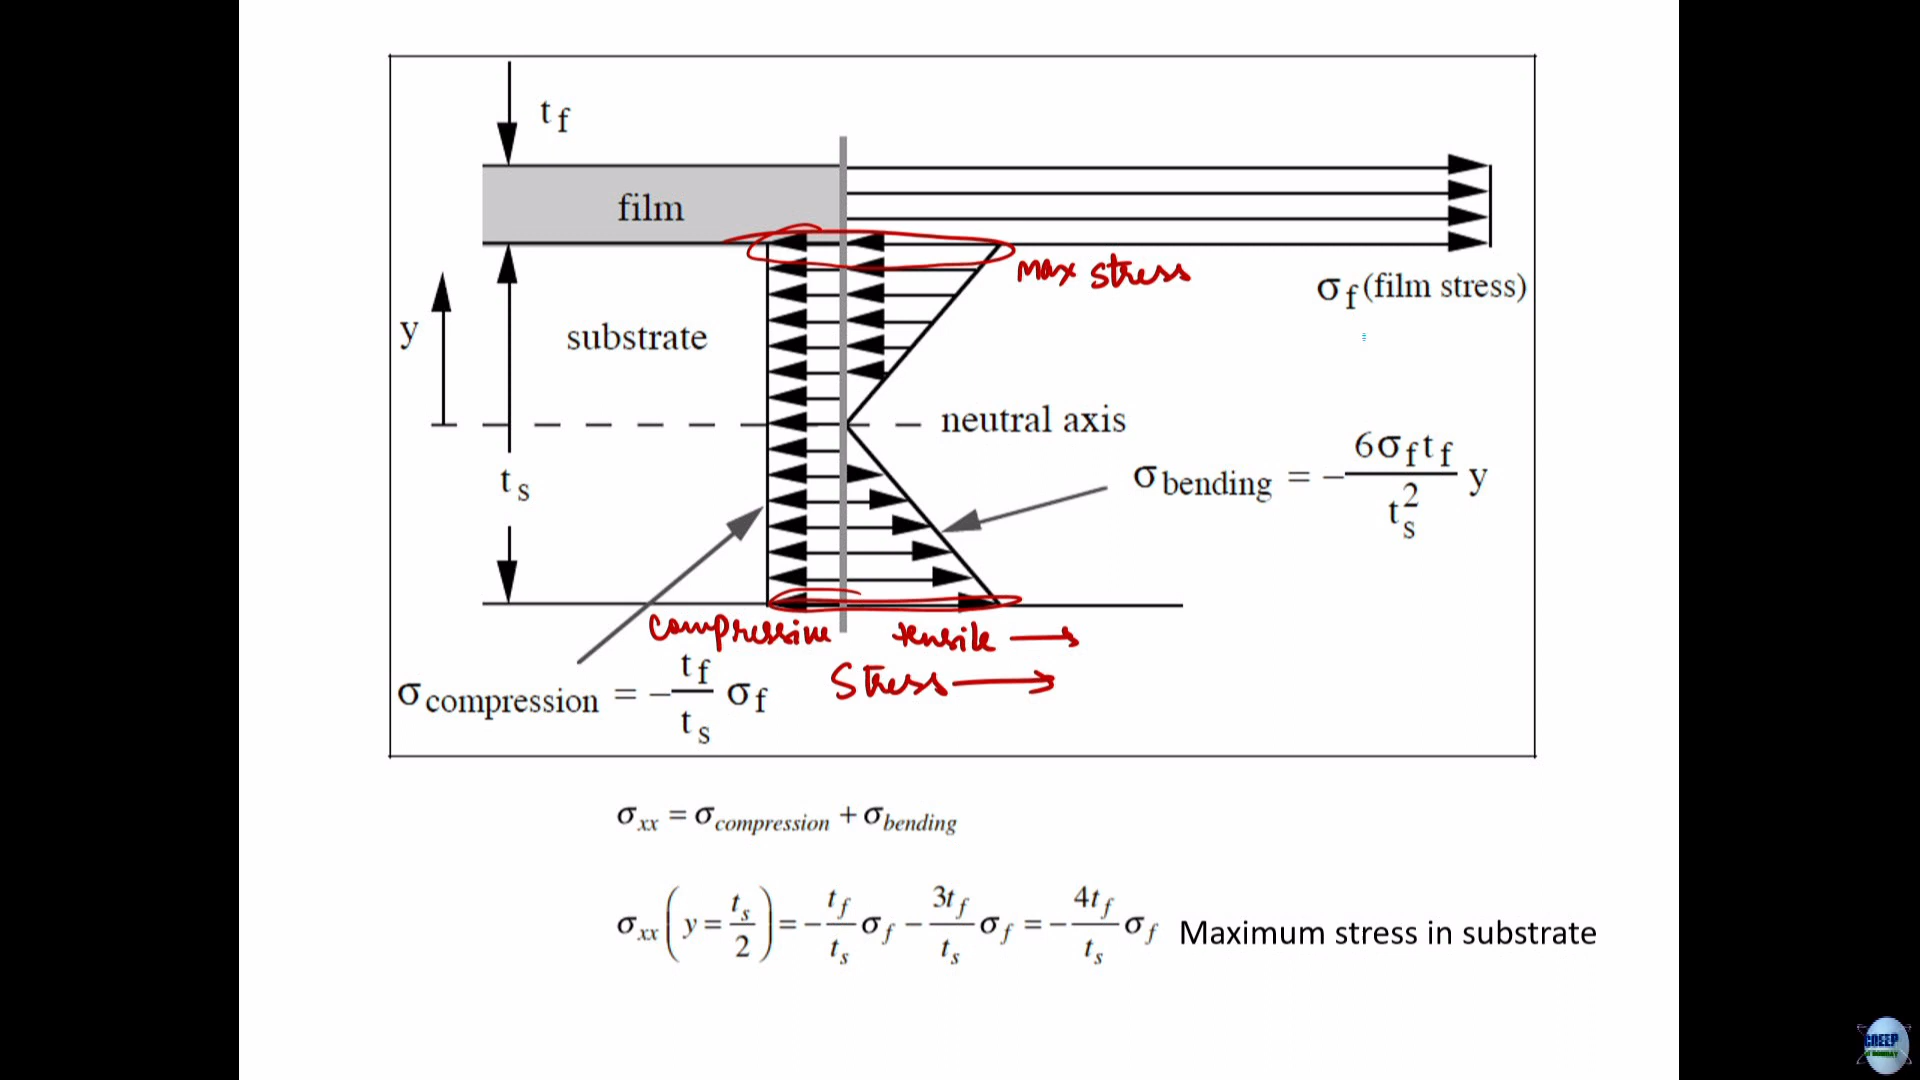 t f
film
max stress
σ f (film stress)
y
substrate
neutral axis
σ bending = − 6σ f t f / t s ² y
t s
compressive tensile →
stress →
σ compression = − t f / t s σ f
σ xx = σ compression + σ bending
σ xx ( y = t s / 2 ) = − t f / t s σ f − 3t f / t s σ f = − 4t f / t s σ f Maximum stress in substrate